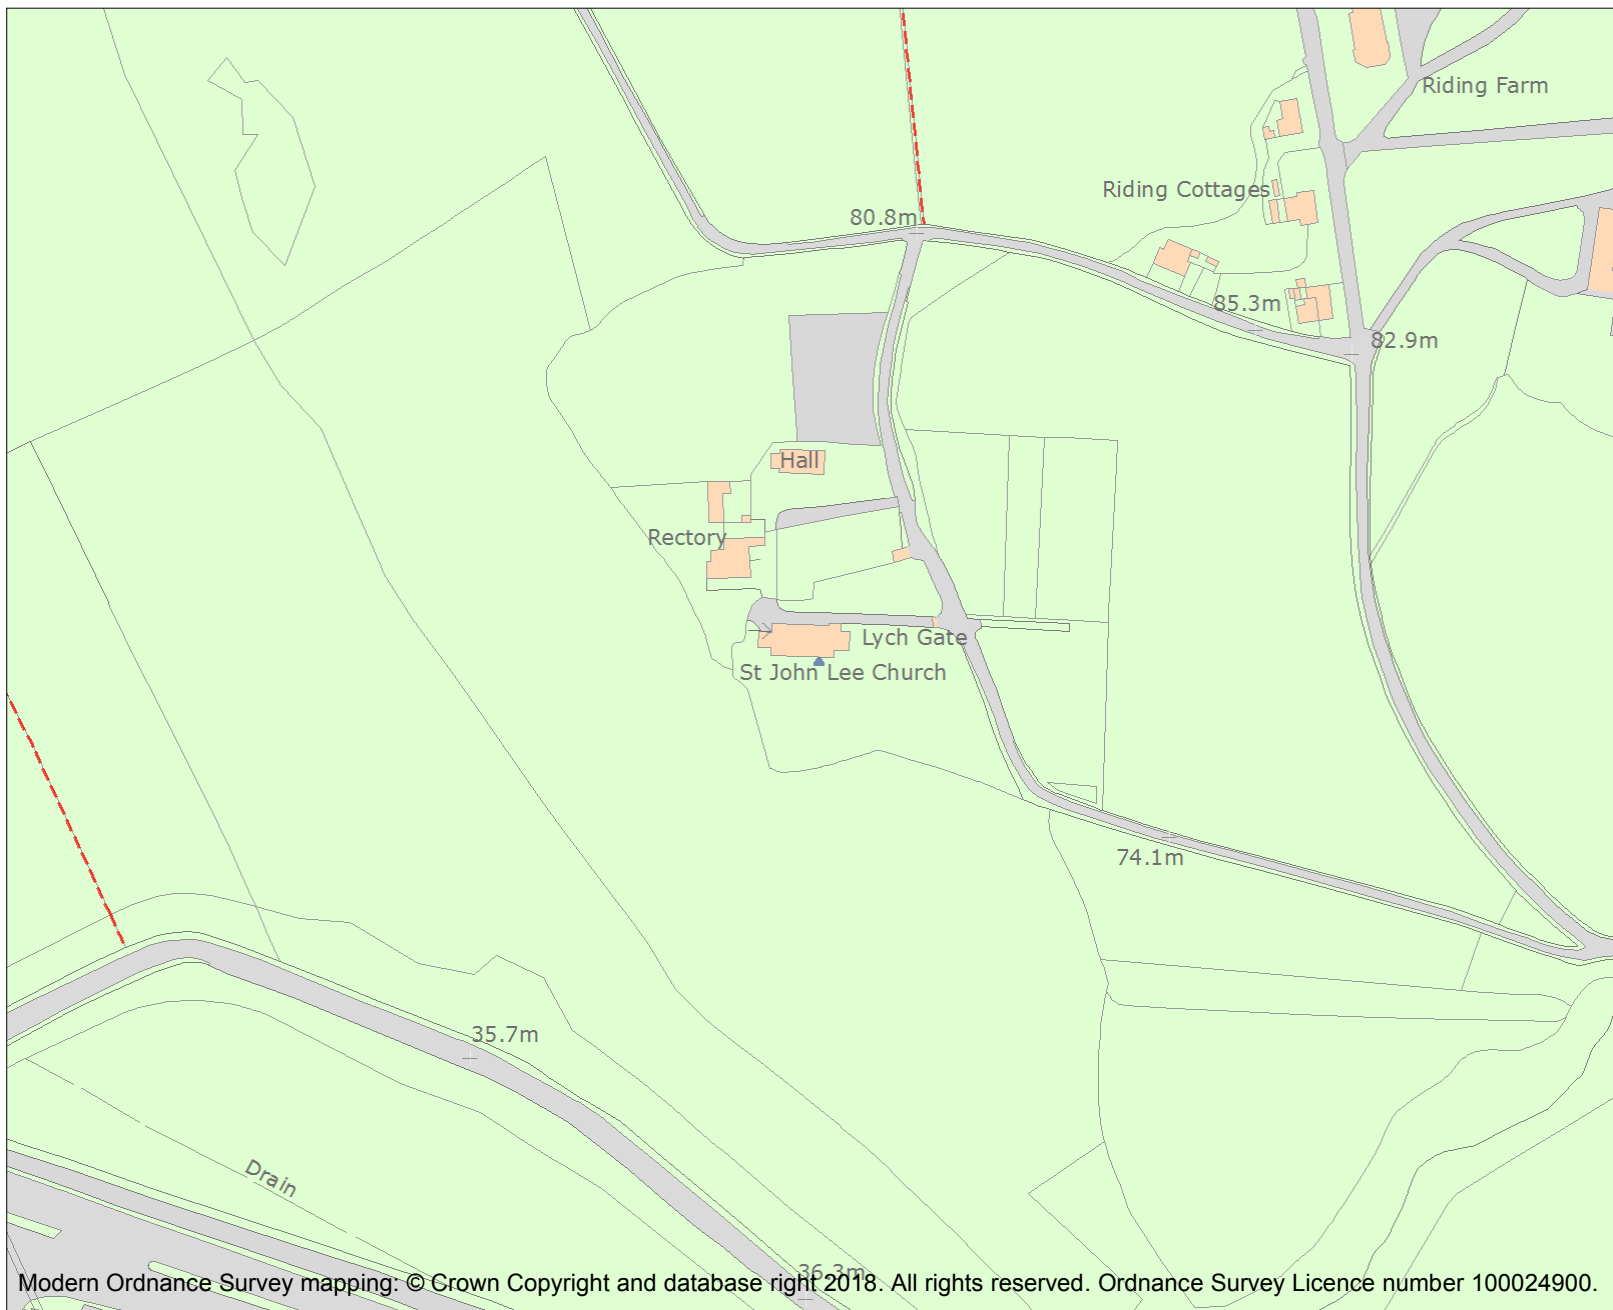 Riding Farm
Riding Cottages
80.8m
85.3m
82.9m
Hall
Rectory
Lych Gate
St John Lee Church
74.1m
35.7m
Drain
36.3m
Modern Ordnance Survey mapping: © Crown Copyright and database right 2018. All rights reserved. Ordnance Survey Licence number 100024900.